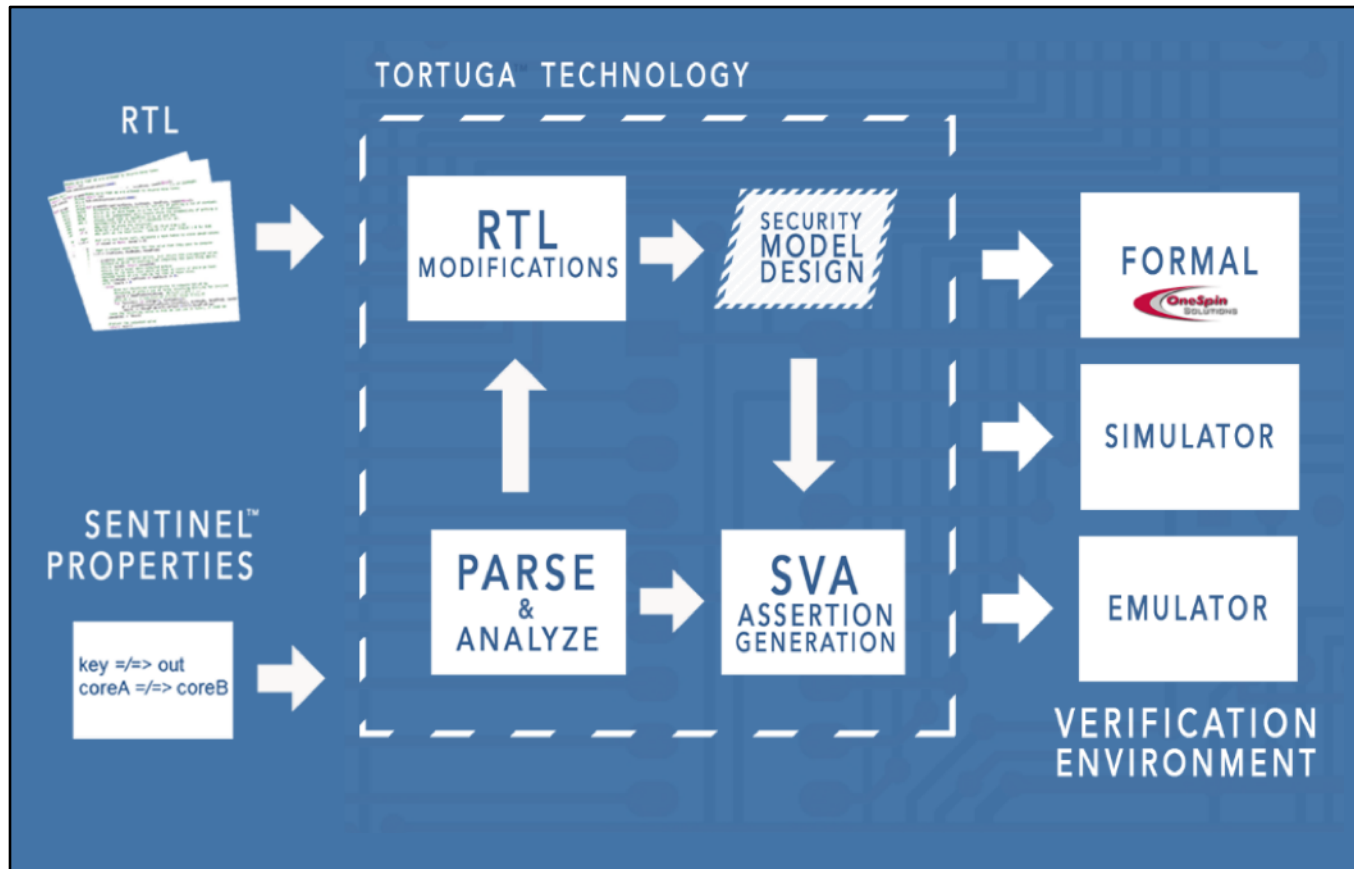 TORTUGA™ TECHNOLOGY
RTL
RTL
MODIFICATIONS
SECURITY
MODEL
DESIGN
FORMAL
OneSpin
SOLUTIONS
SIMULATOR
SENTINEL™
PROPERTIES
key =/=> out
coreA =/=> coreB
PARSE
&
ANALYZE
SVA
ASSERTION
GENERATION
EMULATOR
VERIFICATION
ENVIRONMENT